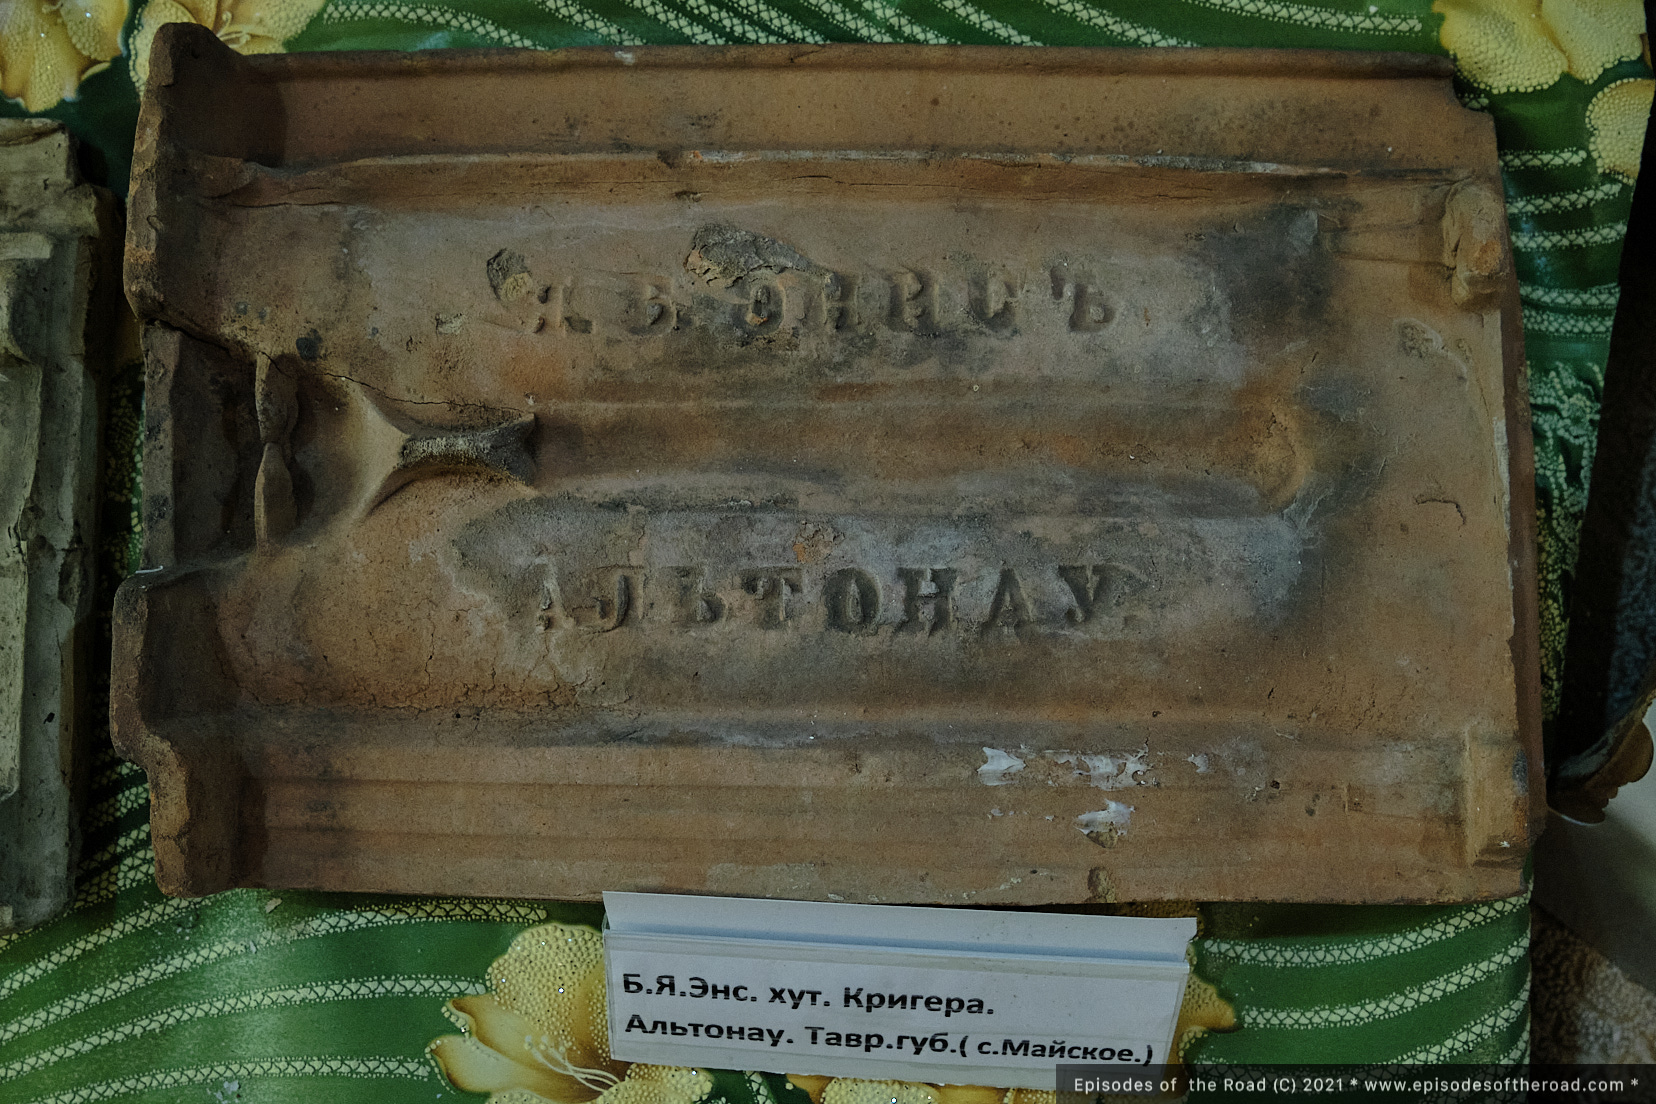 Я Б ЭННСЪ
АЛЬТОНАУ
Б.Я.Энс. хут. Кригера.
Альтонау. Тавр.губ.( с.Майское.)
Episodes of the Road (C) 2021 * www.episodesoftheroad.com *